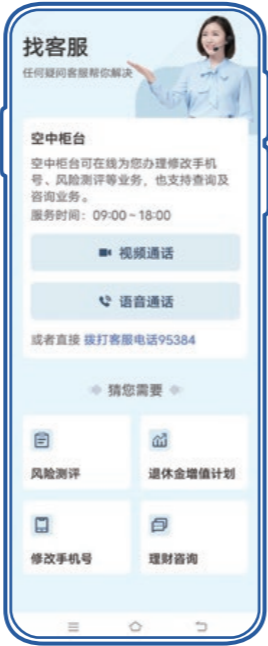 找客服
任何疑问客服帮你解决
空中柜台
空中柜台可在线为您办理修改手机
号、风险测评等业务，也支持查询及
咨询业务。
服务时间：09:00~18:00
视频通话
语音通话
或者直接 拨打客服电话95384
猜您需要
风险测评
退休金增值计划
修改手机号
理财咨询